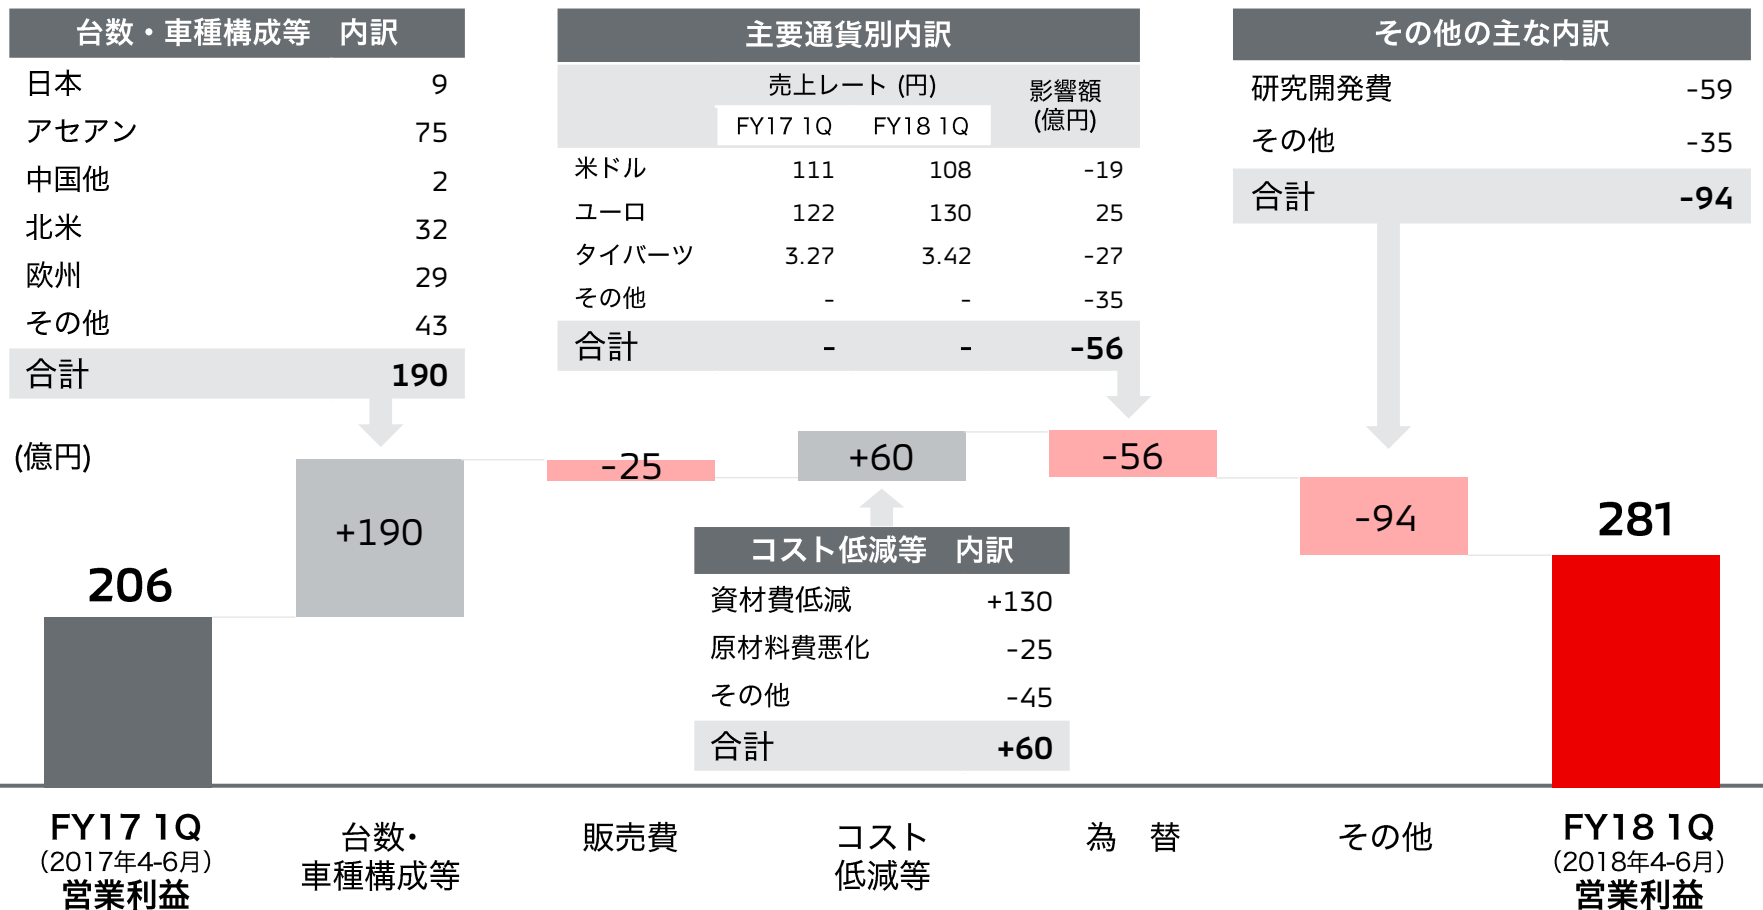 台数・車種構成等　内訳
日本 9
アセアン 75
中国他 2
北米 32
欧州 29
その他 43
合計 190
主要通貨別内訳
売上レート (円) 影響額
(億円)
FY17 1Q FY18 1Q
米ドル 111 108 -19
ユーロ 122 130 25
タイバーツ 3.27 3.42 -27
その他 - - -35
合計 - - -56
その他の主な内訳
研究開発費 -59
その他 -35
合計 -94
(億円)
206
+190
-25
+60
-56
-94
281
コスト低減等　内訳
資材費低減 +130
原材料費悪化 -25
その他 -45
合計 +60
FY17 1Q
（2017年4-6月）
営業利益
台数・
車種構成等
販売費
コスト
低減等
為　替
その他
FY18 1Q
（2018年4-6月）
営業利益